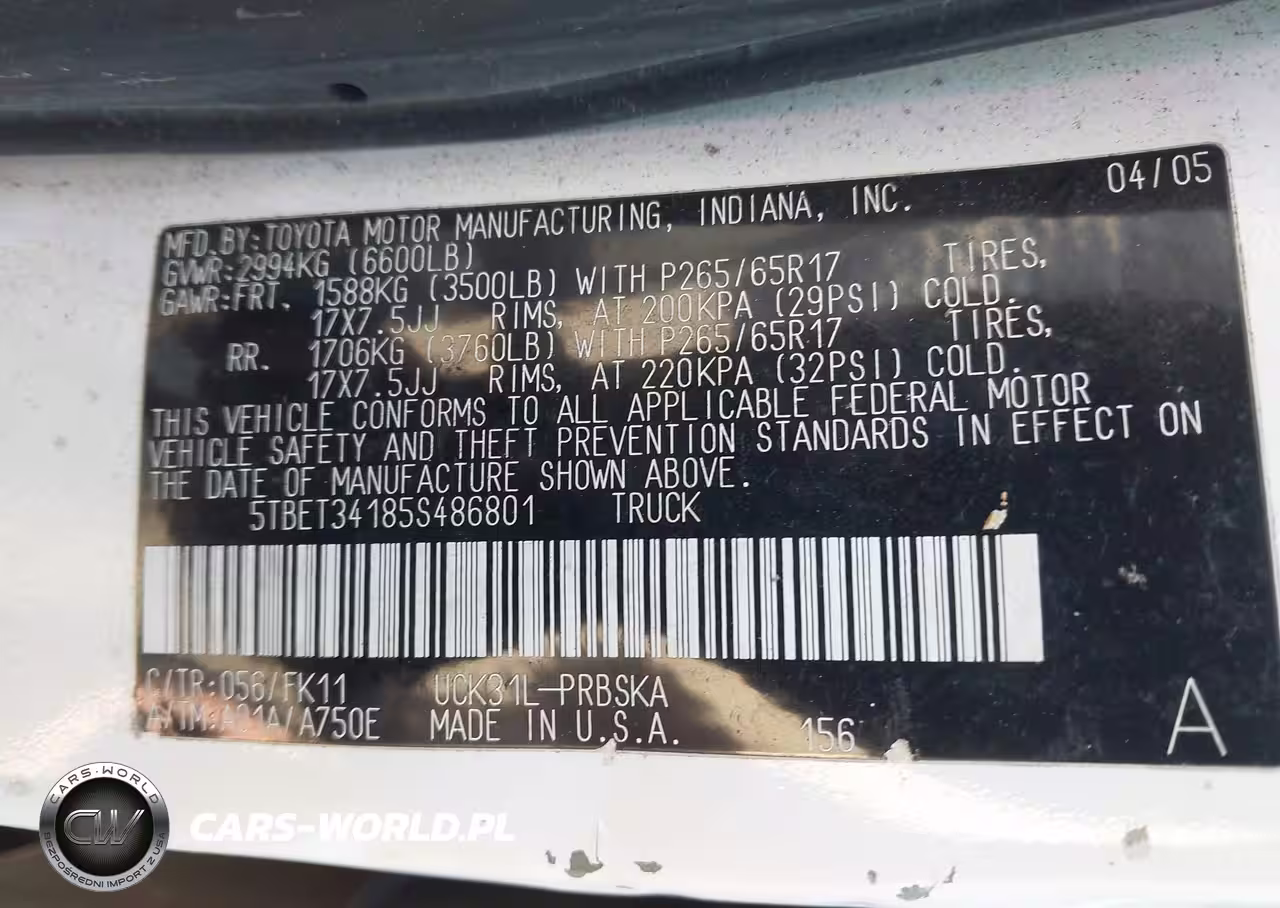 04/05
MFD.BY:TOYOTA MOTOR MANUFACTURING, INDIANA, INC.
GVWR:2994KG (6600LB)
GAWR:FRT. 1588KG (3500LB) WITH P265/65R17 TIRES,
17X7.5JJ RIMS, AT 200KPA (29PSI) COLD.
RR. 1706KG (3760LB) WITH P265/65R17 TIRES,
17X7.5JJ RIMS, AT 220KPA (32PSI) COLD.
THIS VEHICLE CONFORMS TO ALL APPLICABLE FEDERAL MOTOR
VEHICLE SAFETY AND THEFT PREVENTION STANDARDS IN EFFECT ON
THE DATE OF MANUFACTURE SHOWN ABOVE.
5TBET34185S486801 TRUCK
C/TR:056/FK11 UCK31L-PRBSKA
A/TM:A01A/A750E MADE IN U.S.A. 156 A
CARS-WORLD
CW
BEZPOŚREDNI IMPORT Z USA
CARS-WORLD.PL